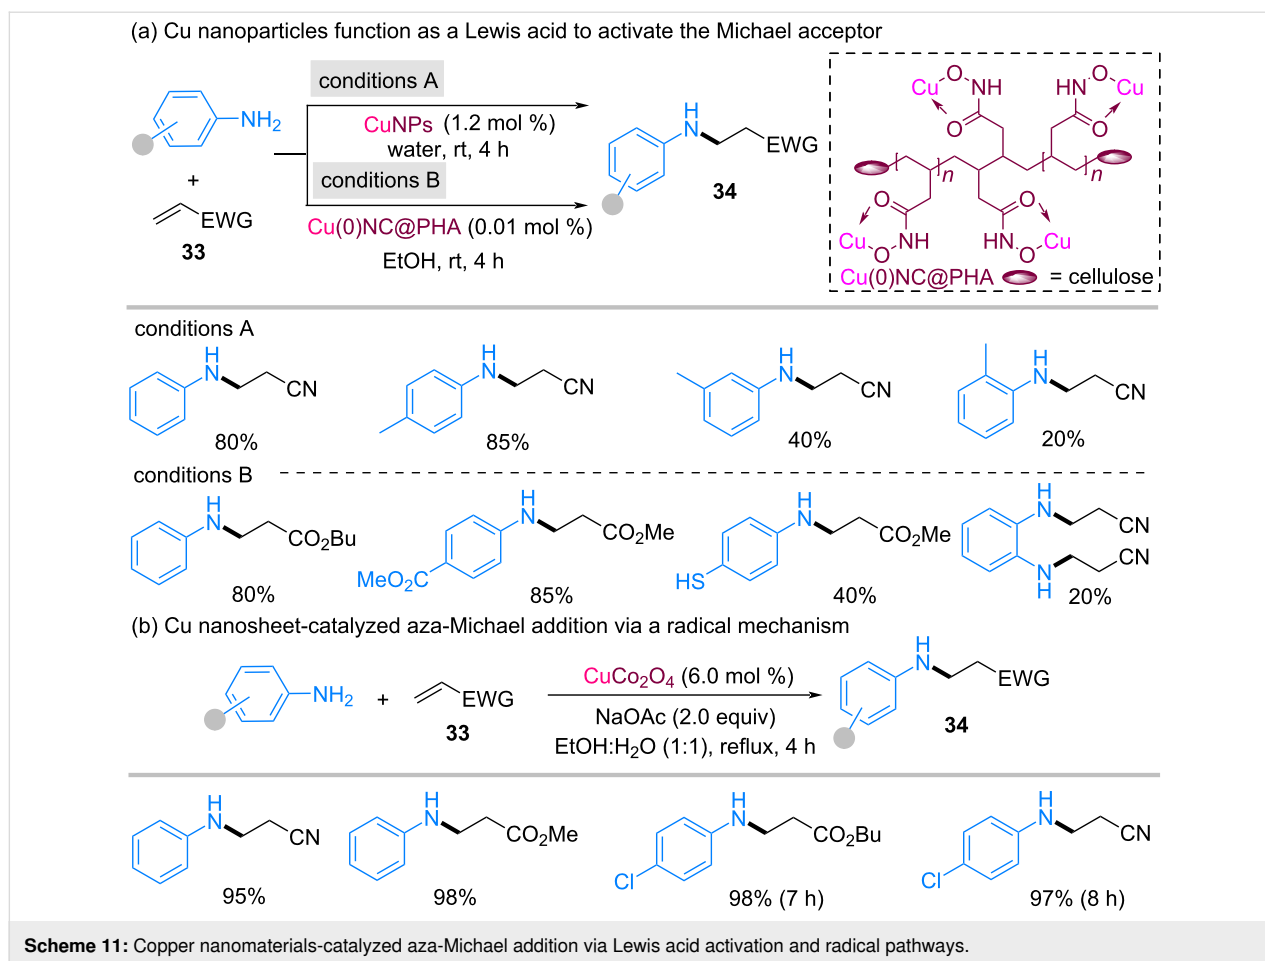 (a) Cu nanoparticles function as a Lewis acid to activate the Michael acceptor
conditions A
NH₂
CuNPs (1.2 mol %)
water, rt, 4 h
+
conditions B
EWG
33
Cu(0)NC@PHA (0.01 mol %)
EtOH, rt, 4 h
H
N
EWG
34
Cu O NH HN O Cu
O O
n n
O O
Cu O NH HN O Cu
Cu(0)NC@PHA = cellulose
conditions A
H
N
CN
80%
H
N
CN
85%
H
N
CN
40%
H
N
CN
20%
conditions B
H
N
CO₂Bu
80%
H
N
CO₂Me
MeO₂C
85%
H
N
CO₂Me
HS
40%
H
N
CN
CN
N
H
20%
(b) Cu nanosheet-catalyzed aza-Michael addition via a radical mechanism
NH₂
+
EWG
33
CuCo₂O₄ (6.0 mol %)
NaOAc (2.0 equiv)
EtOH:H₂O (1:1), reflux, 4 h
H
N
EWG
34
H
N
CN
95%
H
N
CO₂Me
98%
H
N
CO₂Bu
Cl
98% (7 h)
H
N
CN
Cl
97% (8 h)
Scheme 11: Copper nanomaterials-catalyzed aza-Michael addition via Lewis acid activation and radical pathways.